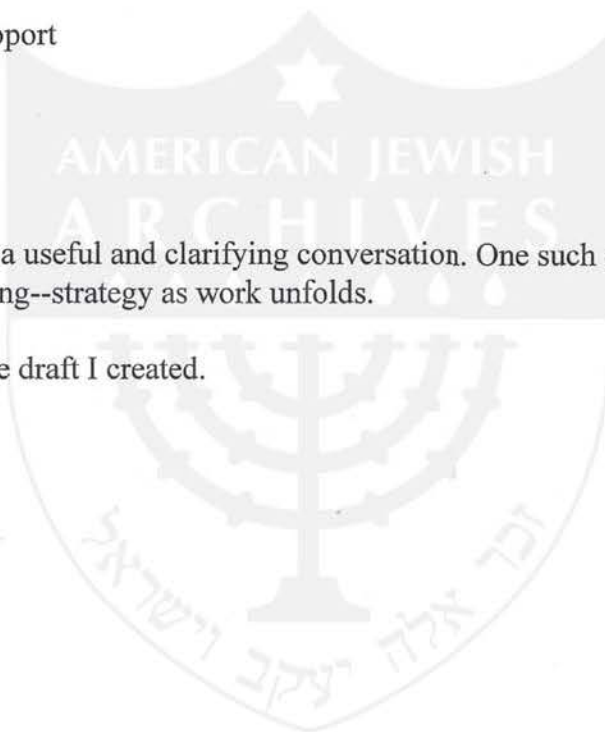 pport
AMERICAN JEWISH
ARCHIVES
a useful and clarifying conversation. One such
ng--strategy as work unfolds.
e draft I created.
זכר אלה יעקב וישראל